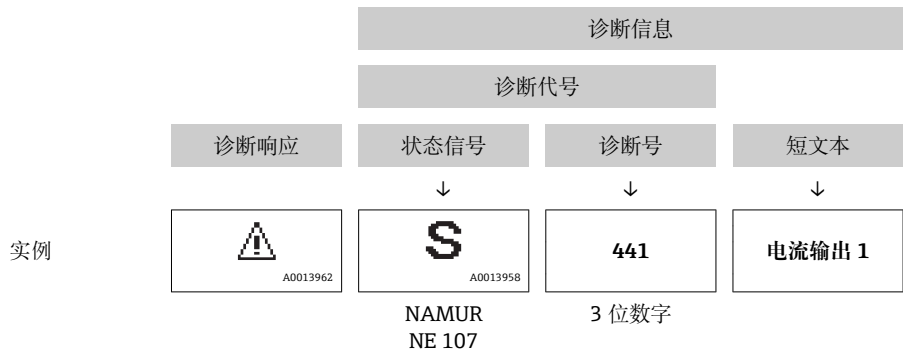 诊断信息
诊断代号
诊断响应 状态信号 诊断号 短文本
↓ ↓ ↓
实例 S 441 电流输出 1
A0013962 A0013958
NAMUR 3 位数字
NE 107